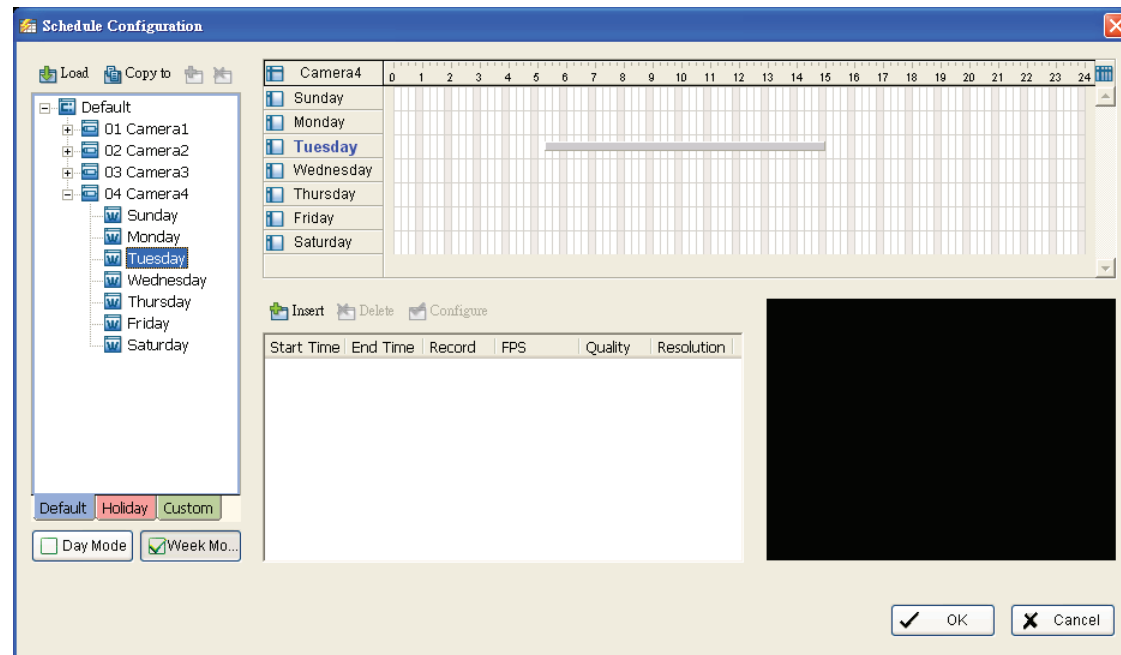 Schedule Configuration
Load Copy to
Default
01 Camera1
02 Camera2
03 Camera3
04 Camera4
Sunday
Monday
Tuesday
Wednesday
Thursday
Friday
Saturday
Default Holiday Custom
Day Mode Week Mo...
Camera4 0 1 2 3 4 5 6 7 8 9 10 11 12 13 14 15 16 17 18 19 20 21 22 23 24
Sunday
Monday
Tuesday
Wednesday
Thursday
Friday
Saturday
Insert Delete Configure
Start Time End Time Record FPS Quality Resolution
OK Cancel